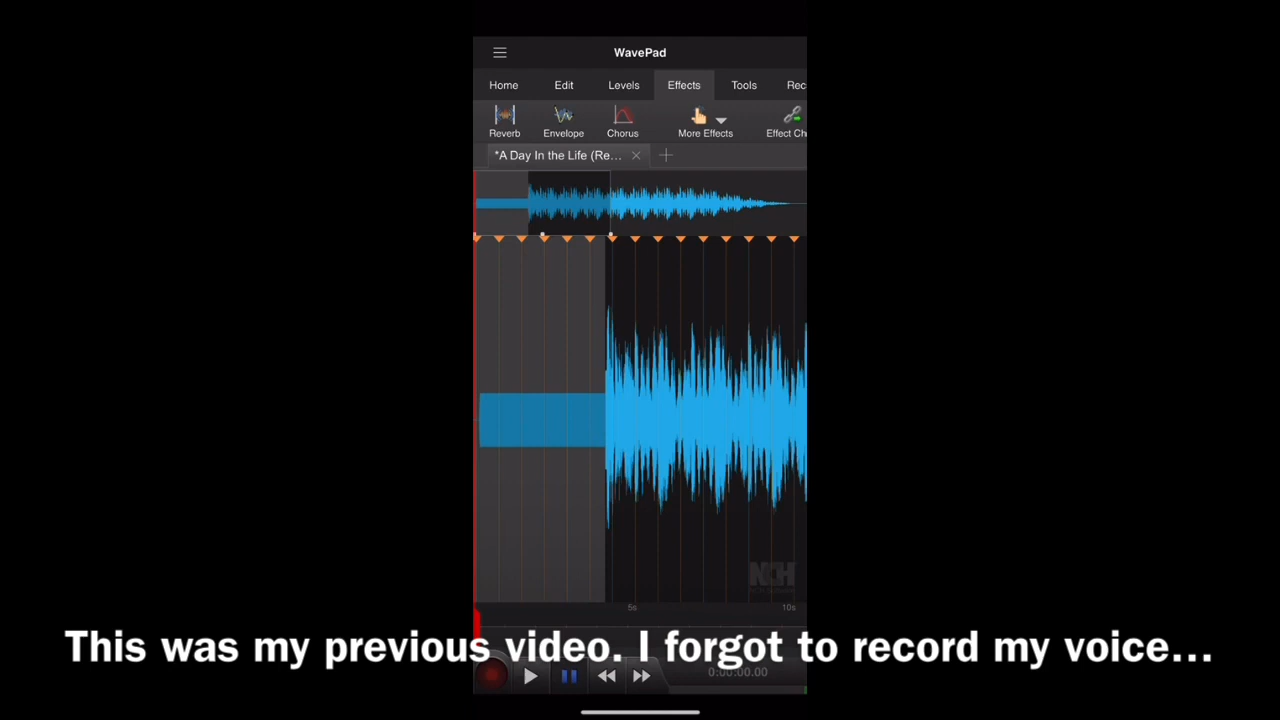 WavePad
Home Edit Levels Effects Tools Rec
Reverb Envelope Chorus More Effects Effect Ch
*A Day In the Life (Re...
NCH
5s 10s
This was my previous video. I forgot to record my voice...
0:00:00.00